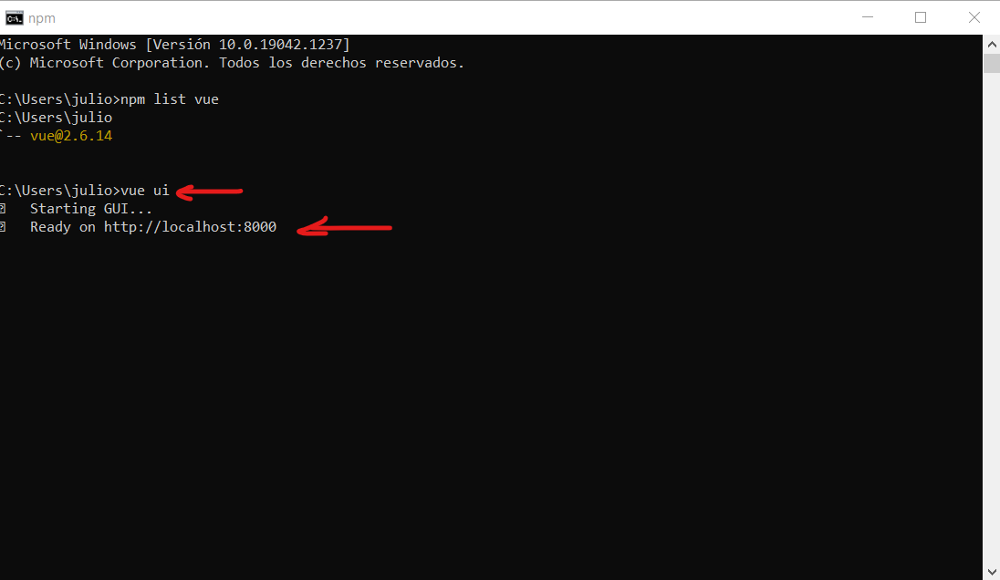 npm
Microsoft Windows [Versión 10.0.19042.1237]
(c) Microsoft Corporation. Todos los derechos reservados.
C:\Users\julio>npm list vue
C:\Users\julio
`-- vue@2.6.14
C:\Users\julio>vue ui
Starting GUI...
Ready on http://localhost:8000